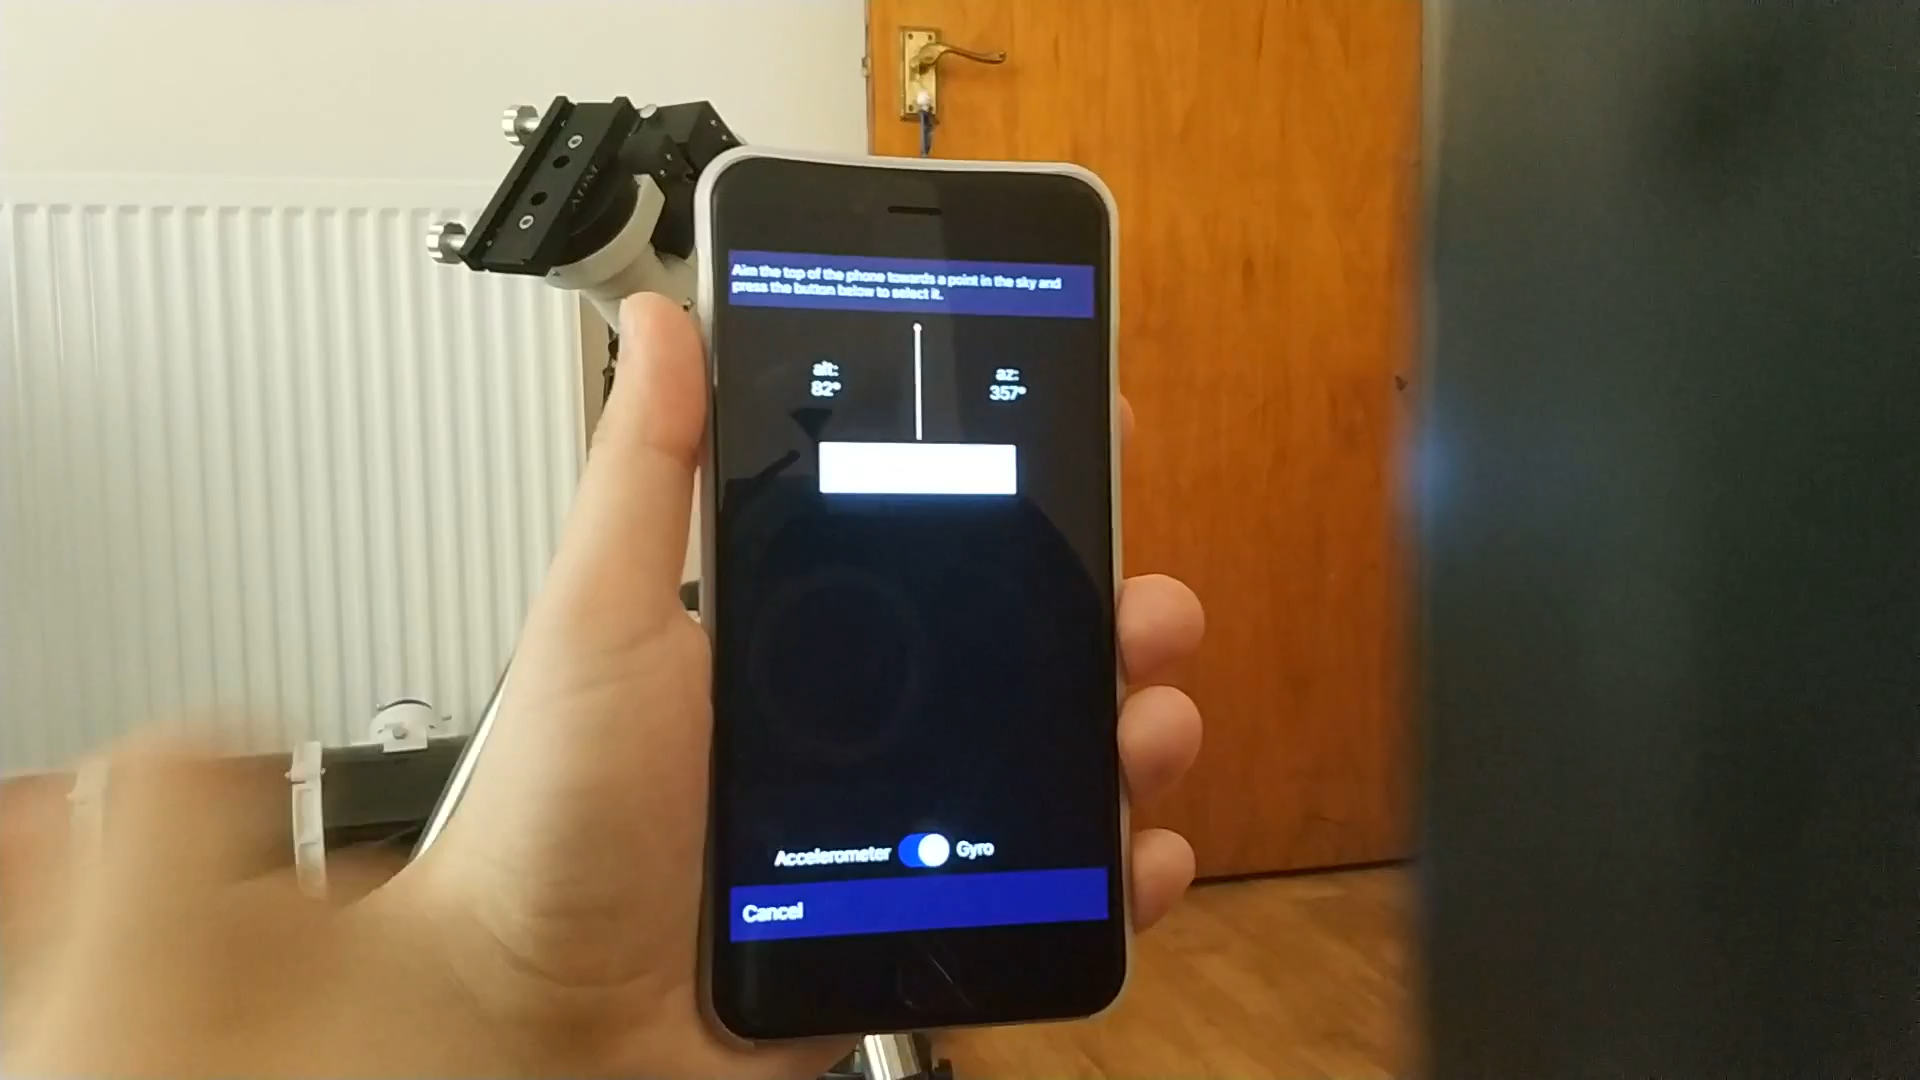 Aim the top of the phone towards a point in the sky and
press the button below to select it.
alt:
82°
az:
357°
Accelerometer Gyro
Cancel